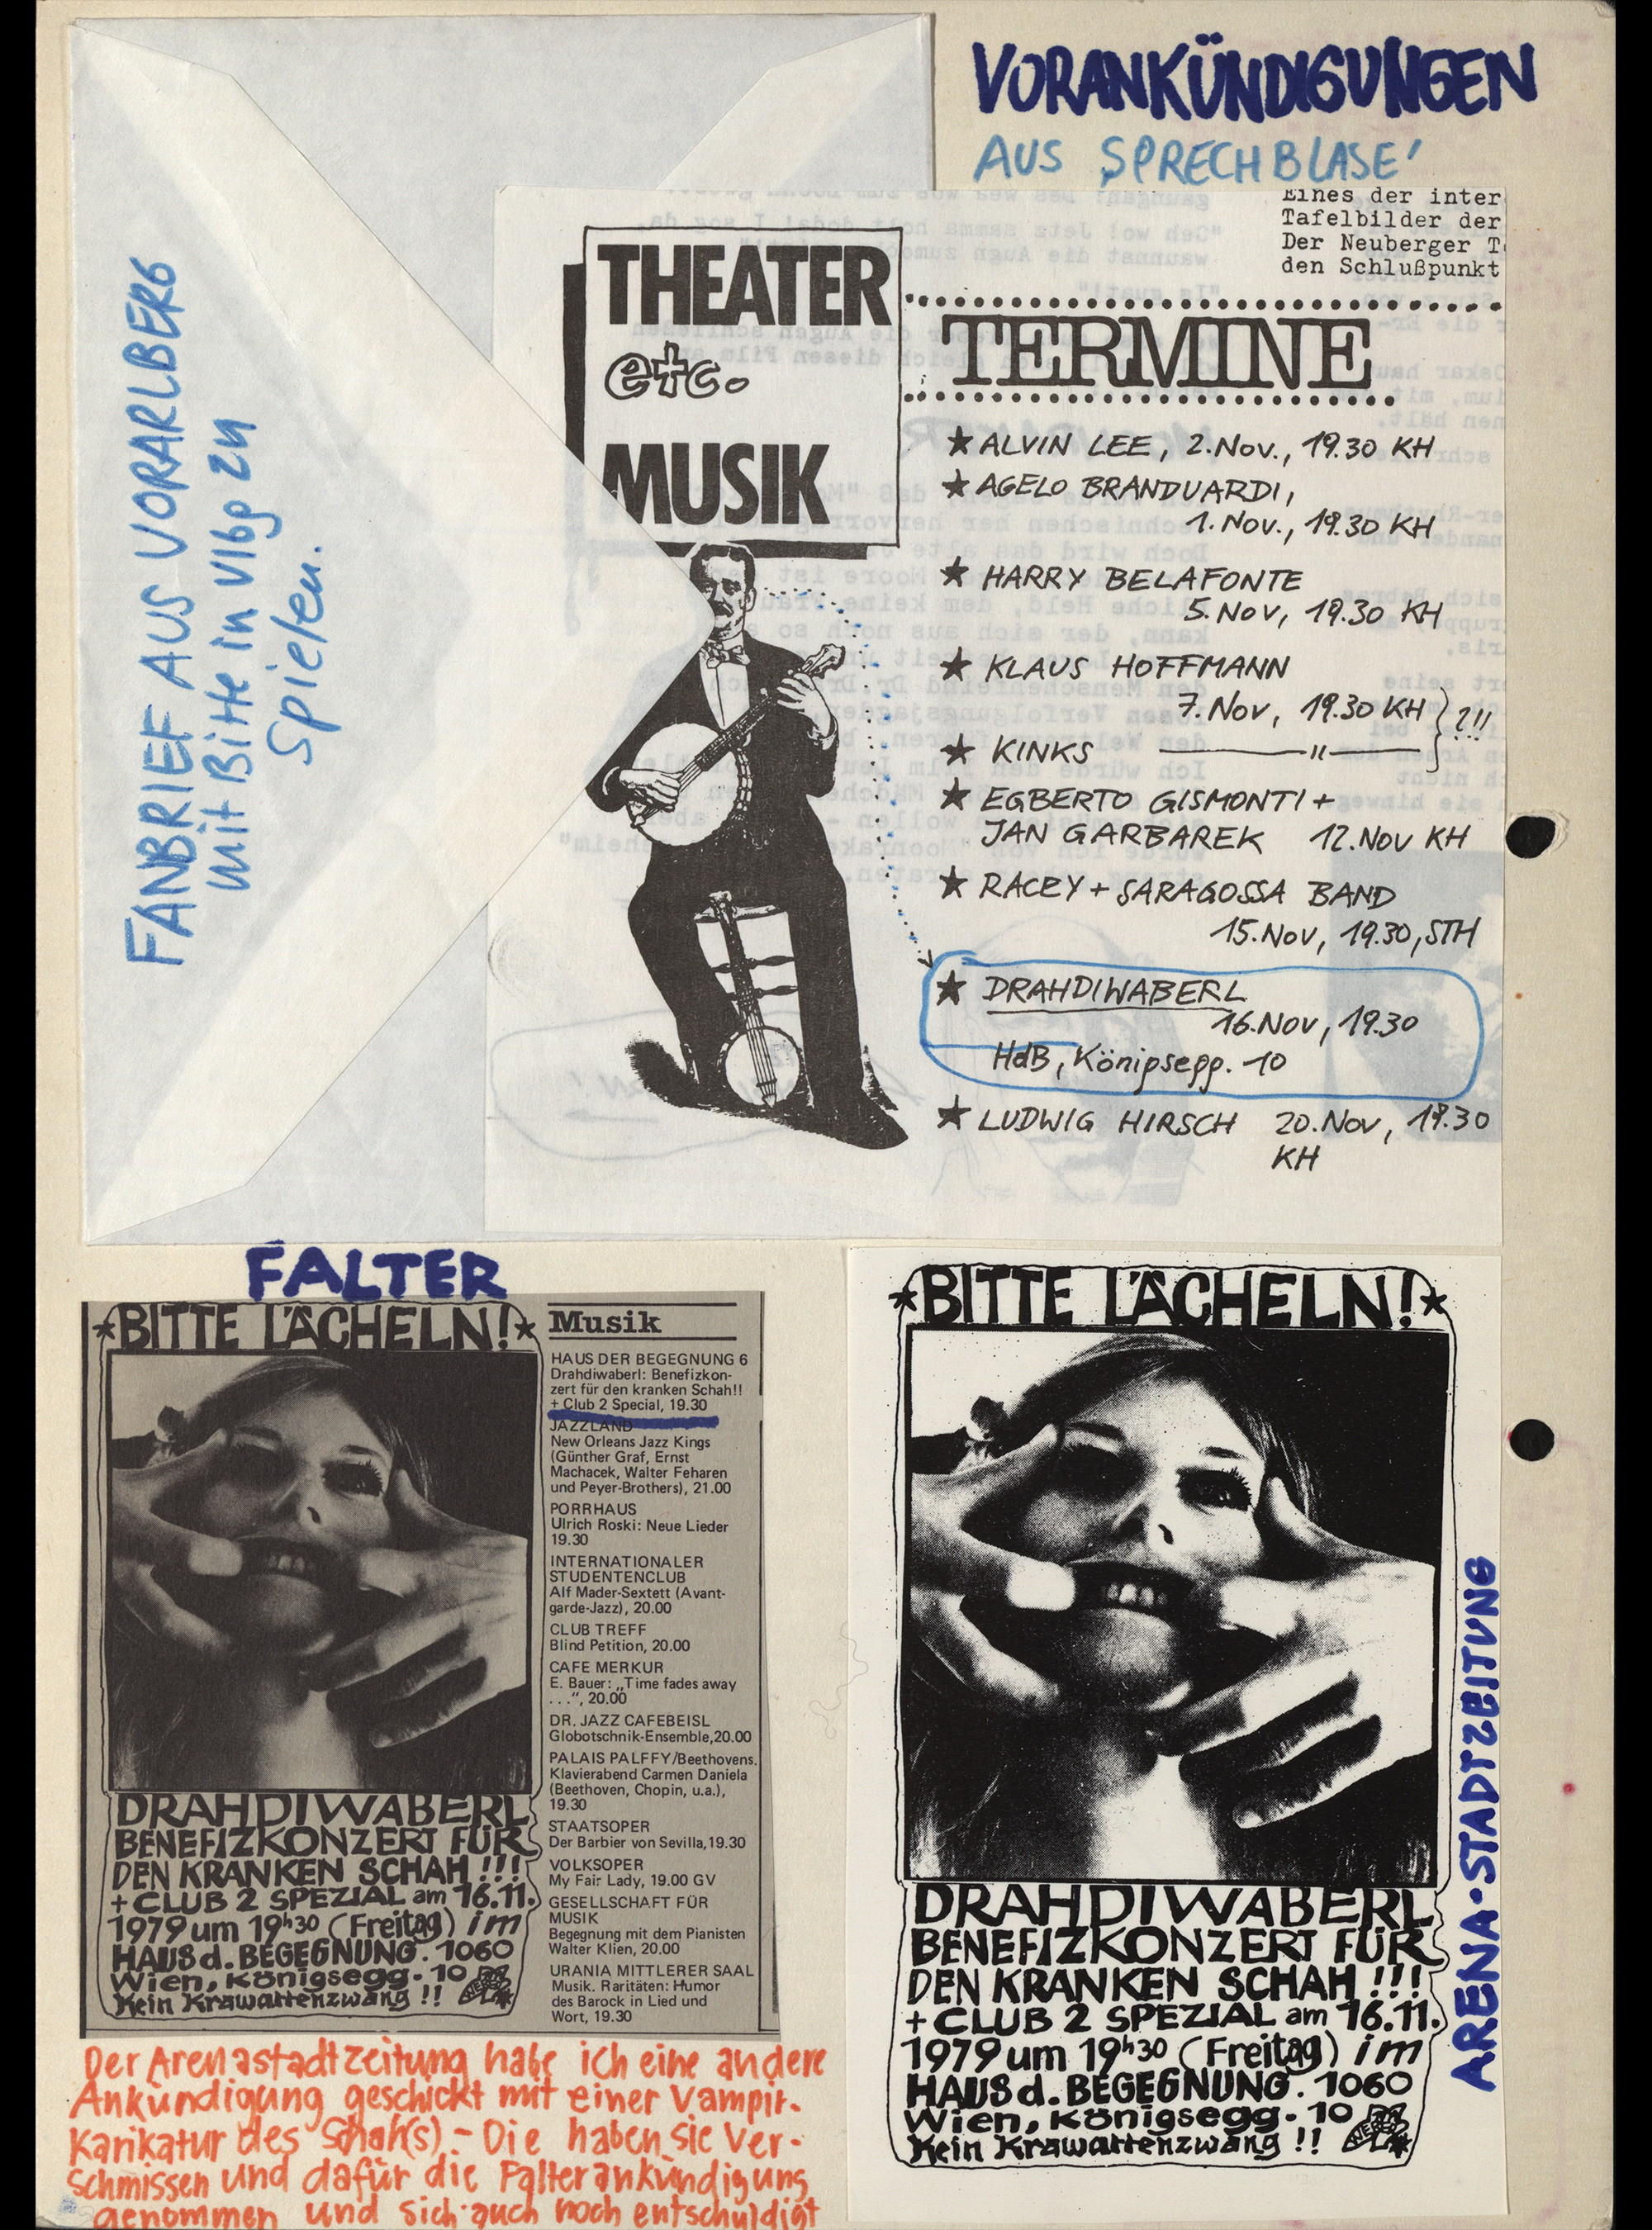 VORANKÜNDIGUNGEN
AUS SPRECHBLASE'
FANBRIEF AUS VORARLBERG
mit Bitte in Vlbg zu
spielen.
Eines der inter
Tafelbilder der
Der Neuberger T
den Schlußpunkt
THEATER
etc.
MUSIK
TERMINE
★ ALVIN LEE, 2.Nov., 19.30 KH
★ AGELO BRANDUARDI,
1.Nov., 19.30 KH
★ HARRY BELAFONTE
5.Nov, 19.30 KH
★ KLAUS HOFFMANN
7.Nov, 19.30 KH } ?!!
★ KINKS —— " ——
★ EGBERTO GISMONTI +
JAN GARBAREK 12.NOV KH
★ RACEY + SARAGOSSA BAND
15.Nov, 19.30, STH
★ DRAHDIWABERL
16.Nov, 19.30
HdB, Königsegg. 10
★ LUDWIG HIRSCH 20.Nov, 19.30
KH
FALTER
★BITTE LÄCHELN!★
DRAHDIWABERL
BENEFIZKONZERT FÜR
DEN KRANKEN SCHAH !!!
+ CLUB 2 SPEZIAL am 16.11.
1979 um 19ʰ30 (Freitag) im
HAUS d. BEGEGNUNG. 1060
Wien, Königsegg. 10
Kein Krawattenzwang !!
Musik
HAUS DER BEGEGNUNG 6
Drahdiwaberl: Benefizkon-
zert für den kranken Schah!!
+ Club 2 Special, 19.30
JAZZLAND
New Orleans Jazz Kings
(Günther Graf, Ernst
Machacek, Walter Feharen
und Peyer-Brothers), 21.00
PORRHAUS
Ulrich Roski: Neue Lieder
19.30
INTERNATIONALER
STUDENTENCLUB
Alf Mader-Sextett (Avant-
garde-Jazz), 20.00
CLUB TREFF
Blind Petition, 20.00
CAFE MERKUR
E. Bauer: „Time fades away
...“, 20.00
DR. JAZZ CAFEBEISL
Globotschnik-Ensemble,20.00
PALAIS PALFFY/Beethovens.
Klavierabend Carmen Daniela
(Beethoven, Chopin, u.a.),
19.30
STAATSOPER
Der Barbier von Sevilla,19.30
VOLKSOPER
My Fair Lady, 19.00 GV
GESELLSCHAFT FÜR
MUSIK
Begegnung mit dem Pianisten
Walter Klien, 20.00
URANIA MITTLERER SAAL
Musik. Raritäten: Humor
des Barock in Lied und
Wort, 19.30
★BITTE LÄCHELN!★
DRAHDIWABERL
BENEFIZKONZERT FÜR
DEN KRANKEN SCHAH !!!
+ CLUB 2 SPEZIAL am 16.11.
1979 um 19ʰ30 (Freitag) im
HAUS d. BEGEGNUNG. 1060
Wien, Königsegg. 10
Kein Krawattenzwang !!
ARENA-STADTZEITUNG
Der Arenastadtzeitung habe ich eine andere
Ankündigung geschickt mit einer Vampir-
Karikatur des Schah(s) - Die haben sie ver-
schmissen und dafür die Falterankündigung
genommen und sich auch noch entschuldigt